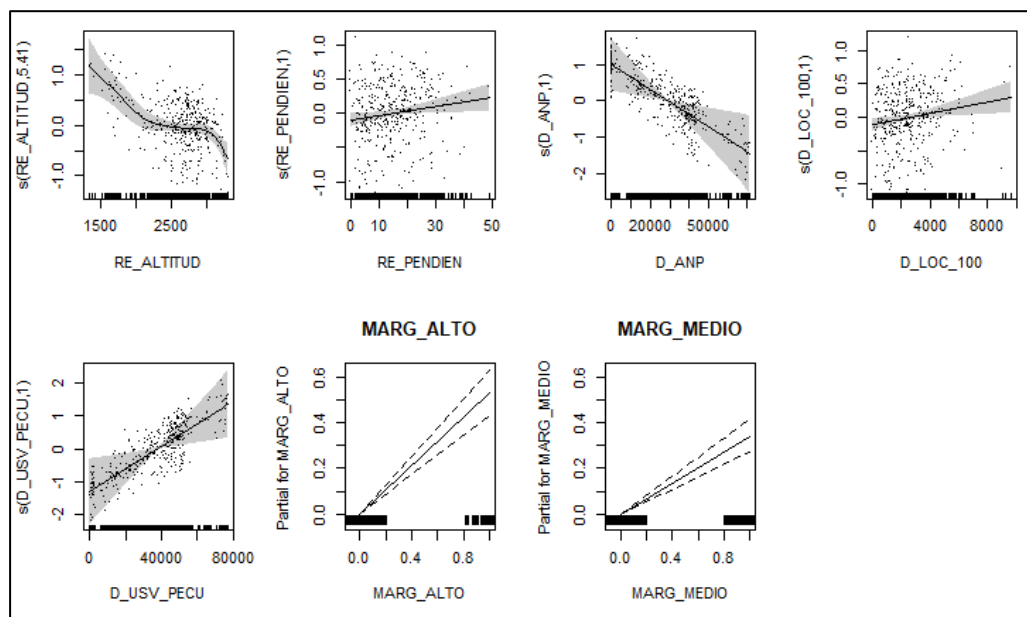 s(RE_ALTITUD,5.41)
1.0
0.0
-1.0
1500 2500
RE_ALTITUD
s(RE_PENDIEN,1)
1.0
0.5
0.0
-1.0
0 10 30 50
RE_PENDIEN
s(D_ANP,1)
1
0
-1
-2
0 20000 50000
D_ANP
s(D_LOC_100,1)
1.0
0.5
0.0
-1.0
0 4000 8000
D_LOC_100
s(D_USV_PECU,1)
2
1
0
-1
-2
0 40000 80000
D_USV_PECU
MARG_ALTO
Partial for MARG_ALTO
0.6
0.4
0.2
0.0
0.0 0.4 0.8
MARG_ALTO
MARG_MEDIO
Partial for MARG_MEDIO
0.6
0.4
0.2
0.0
0.0 0.4 0.8
MARG_MEDIO